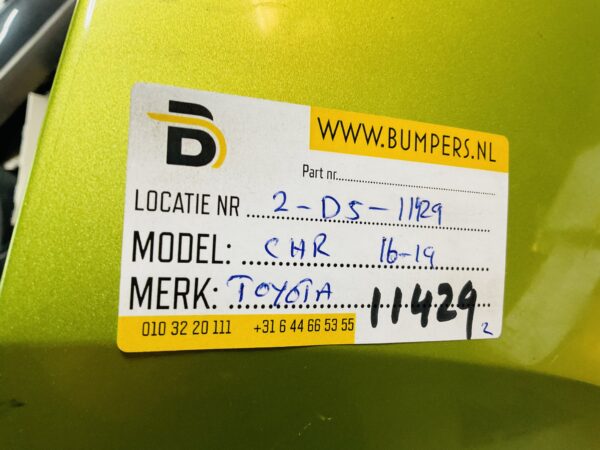 B
WWW.BUMPERS.NL
Part nr
LOCATIE NR 2-D5-11429
MODEL: CHR 16-19
MERK: TOYOTA 11429
2
010 32 20 111 +31 6 44 66 53 55